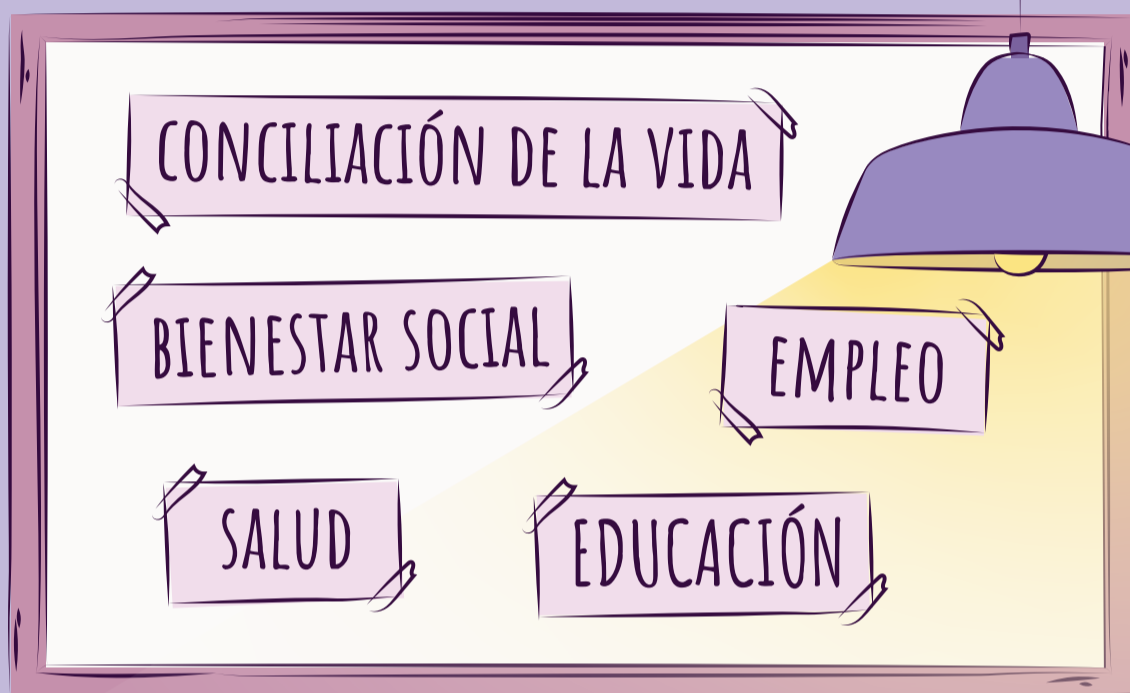 CONCILIACIÓN DE LA VIDA
BIENESTAR SOCIAL
EMPLEO
SALUD
EDUCACIÓN